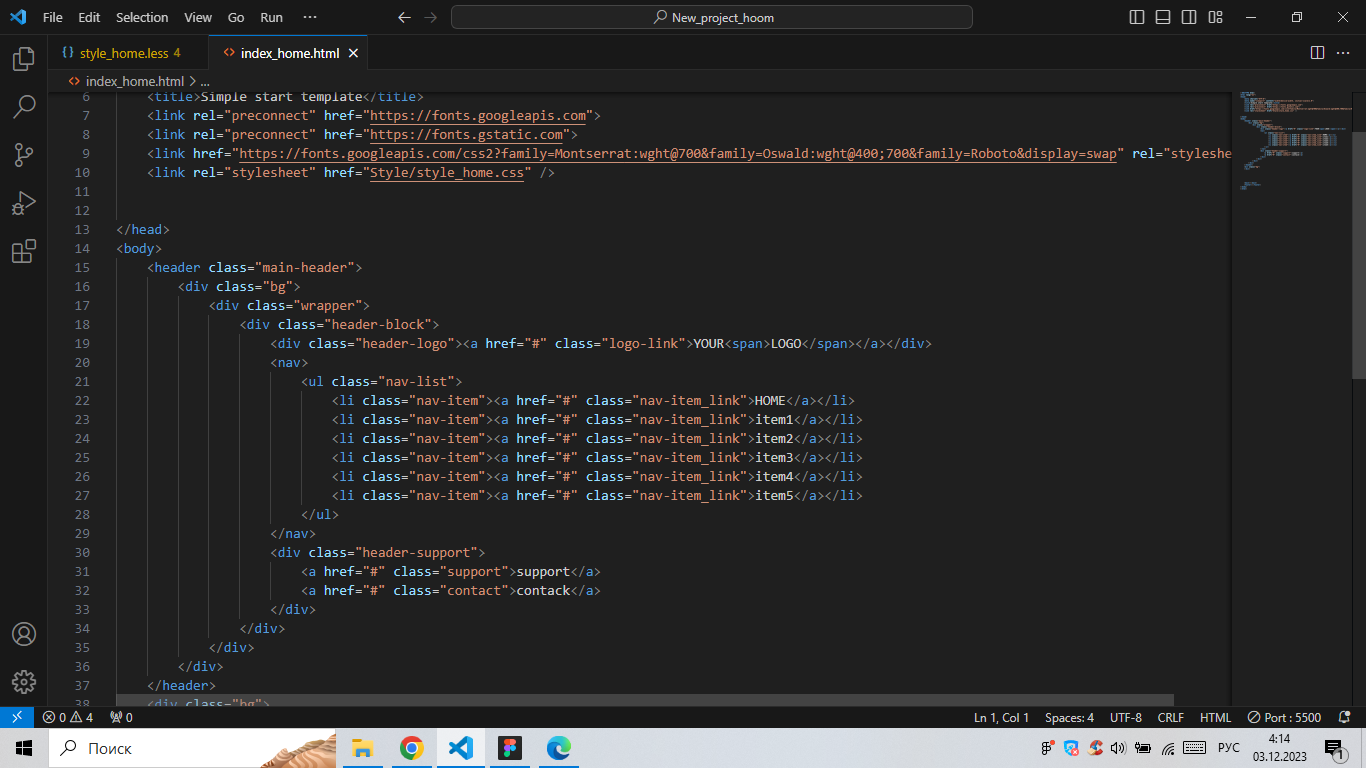 File Edit Selection View Go Run ···
New_project_hoom
style_home.less 4
index_home.html
index_home.html > ...
6 <title>Simple start template</title>
7 <link rel="preconnect" href="https://fonts.googleapis.com">
8 <link rel="preconnect" href="https://fonts.gstatic.com">
9 <link href="https://fonts.googleapis.com/css2?family=Montserrat:wght@700&family=Oswald:wght@400;700&family=Roboto&display=swap" rel="styleshe
10 <link rel="stylesheet" href="Style/style_home.css" />
11
12
13 </head>
14 <body>
15 <header class="main-header">
16 <div class="bg">
17 <div class="wrapper">
18 <div class="header-block">
19 <div class="header-logo"><a href="#" class="logo-link">YOUR<span>LOGO</span></a></div>
20 <nav>
21 <ul class="nav-list">
22 <li class="nav-item"><a href="#" class="nav-item_link">HOME</a></li>
23 <li class="nav-item"><a href="#" class="nav-item_link">item1</a></li>
24 <li class="nav-item"><a href="#" class="nav-item_link">item2</a></li>
25 <li class="nav-item"><a href="#" class="nav-item_link">item3</a></li>
26 <li class="nav-item"><a href="#" class="nav-item_link">item4</a></li>
27 <li class="nav-item"><a href="#" class="nav-item_link">item5</a></li>
28 </ul>
29 </nav>
30 <div class="header-support">
31 <a href="#" class="support">support</a>
32 <a href="#" class="contact">contack</a>
33 </div>
34 </div>
35 </div>
36 </div>
37 </header>
38 <div class="bg">
0 4 0
Ln 1, Col 1 Spaces: 4 UTF-8 CRLF HTML Port : 5500
Поиск
РУС
4:14
03.12.2023
1